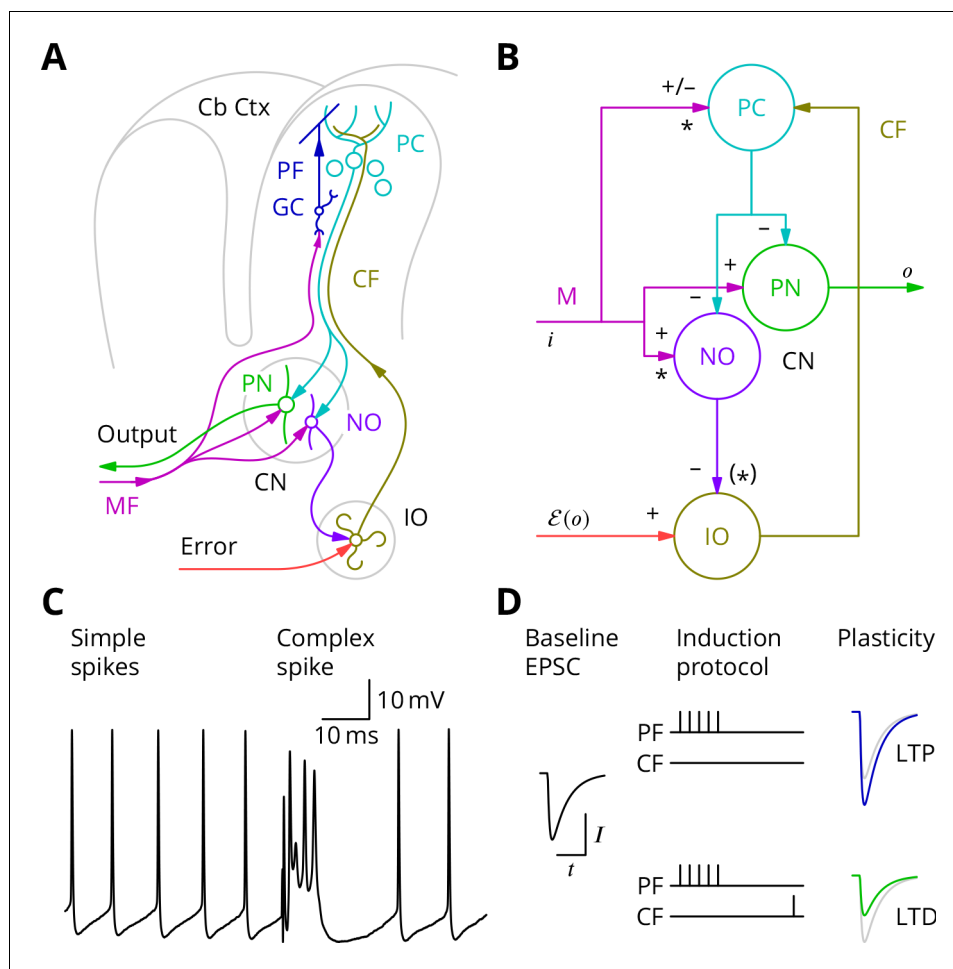 A
Cb Ctx
PC
PF
GC
CF
PN
NO
Output
CN
MF
IO
Error
B
+/–
*
PC
CF
–
+
PN
o
M
–
i
+
NO
CN
*
–
(*)
ℰ(o)
+
IO
C
Simple
spikes
Complex
spike
10 mV
10 ms
D
Baseline
EPSC
Induction
protocol
Plasticity
PF
CF
LTP
I
t
PF
CF
LTD